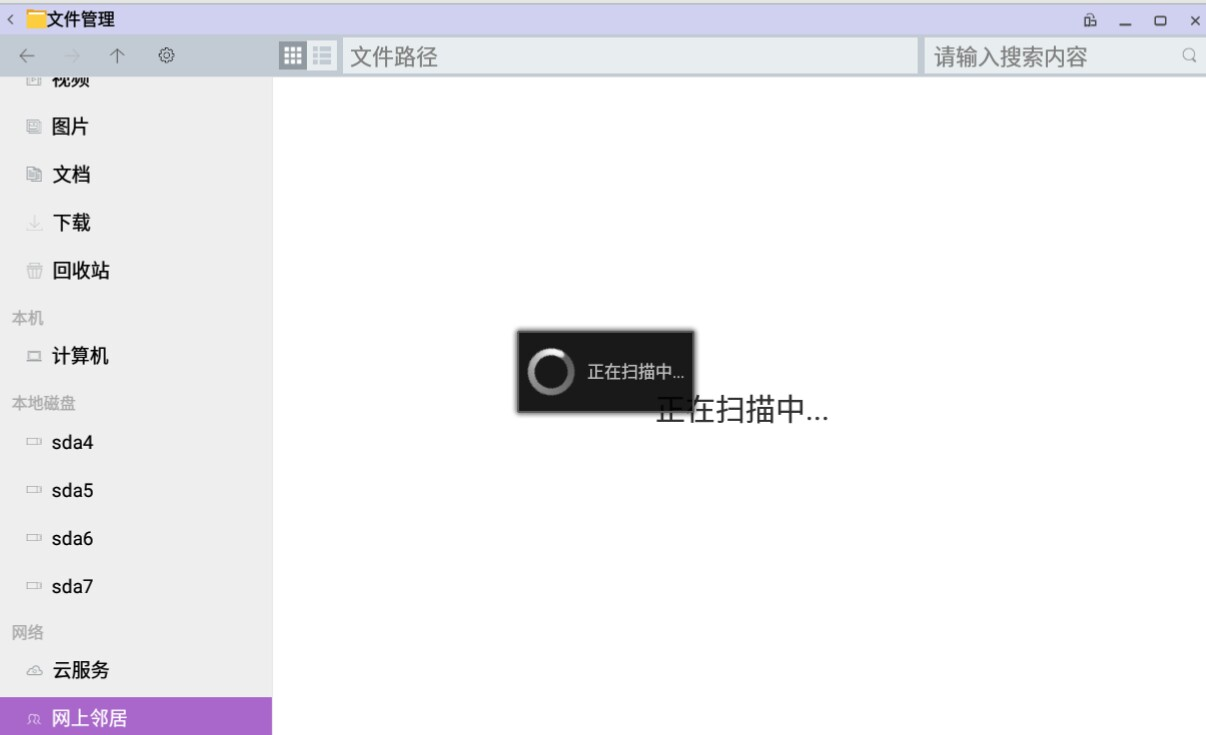 文件管理
文件路径
请输入搜索内容
视频
图片
文档
下载
回收站
本机
计算机
本地磁盘
sda4
sda5
sda6
sda7
网络
云服务
网上邻居
正在扫描中...
正在扫描中...